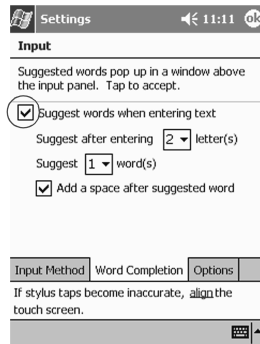 Settings 11:11 ok
Input
Suggested words pop up in a window above
the input panel. Tap to accept.
Suggest words when entering text
Suggest after entering 2 letter(s)
Suggest 1 word(s)
Add a space after suggested word
Input Method Word Completion Options
If stylus taps become inaccurate, align the
touch screen.